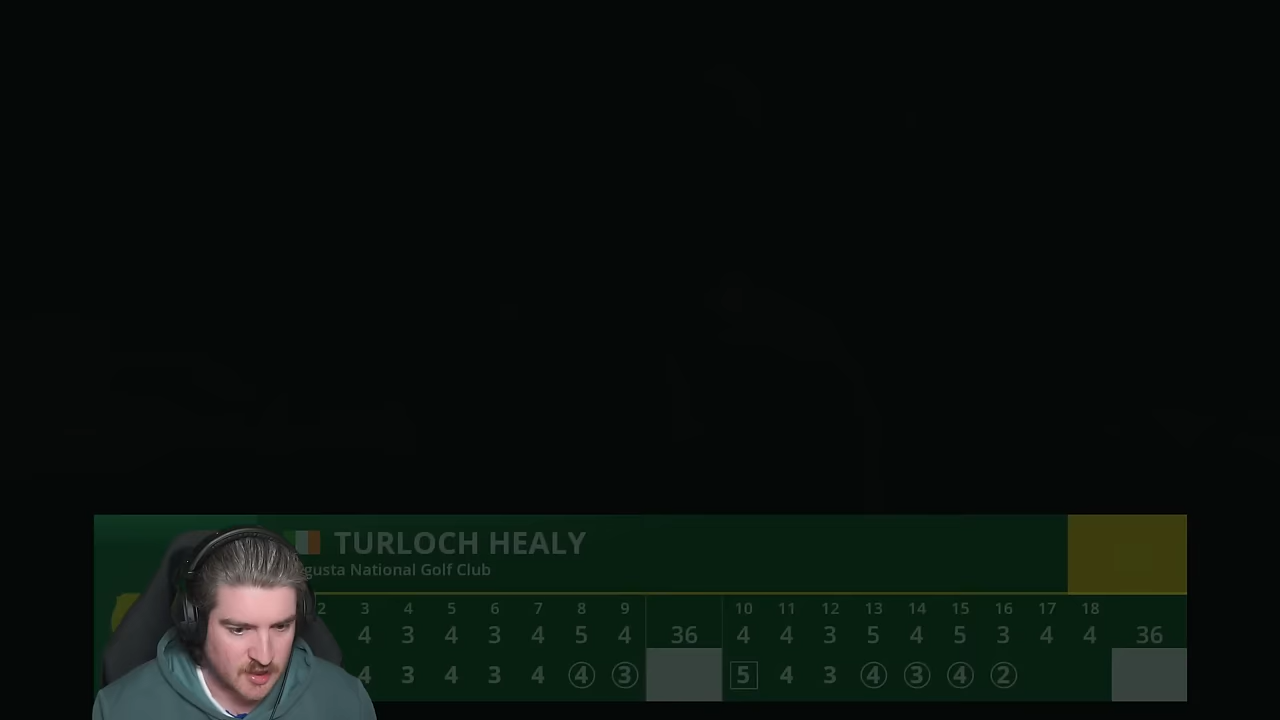 TURLOCH HEALY
gusta National Golf Club
2 3 4 5 6 7 8 9 10 11 12 13 14 15 16 17 18
4 3 4 3 4 5 4 36 4 4 3 5 4 5 3 4 4 36
4 3 4 3 4 4 3 5 4 3 4 3 4 2